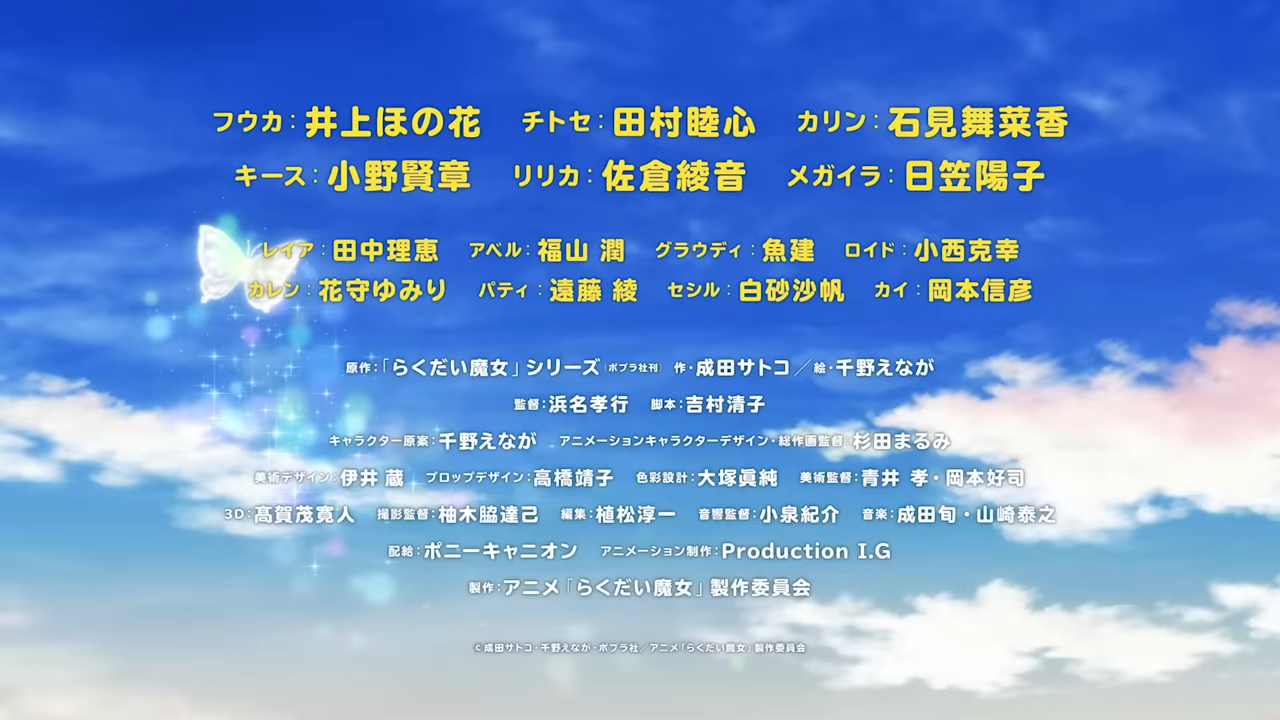 フウカ：井上ほの花　チトセ：田村睦心　カリン：石見舞菜香
キース：小野賢章　リリカ：佐倉綾音　メガイラ：日笠陽子
レイア：田中理恵　アベル：福山 潤　グラウディ：魚建　ロイド：小西克幸
カレン：花守ゆみり　パティ：遠藤 綾　セシル：白砂沙帆　カイ：岡本信彦
原作：「らくだい魔女」シリーズ（ポプラ社刊）　作・成田サトコ／絵・千野えなが
監督：浜名孝行　脚本：吉村清子
キャラクター原案：千野えなが　アニメーションキャラクターデザイン・総作画監督：杉田まるみ
美術デザイン：伊井 蔵　プロップデザイン：高橋靖子　色彩設計：大塚眞純　美術監督：青井 孝・岡本好司
3D：髙賀茂寛人　撮影監督：柚木脇達己　編集：植松淳一　音響監督：小泉紀介　音楽：成田旬・山崎泰之
配給：ポニーキャニオン　アニメーション制作：Production I.G
製作：アニメ「らくだい魔女」製作委員会
©成田サトコ・千野えなが・ポプラ社／アニメ「らくだい魔女」製作委員会